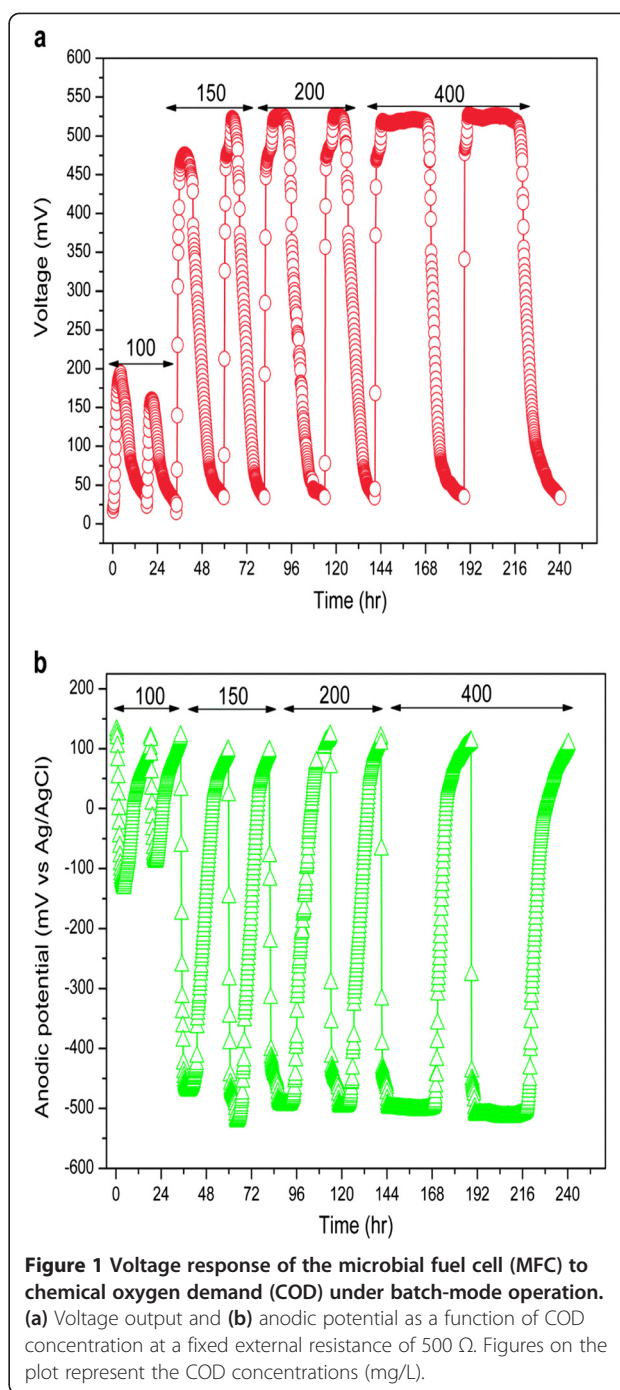 a
600
550
500
450
400
350
300
250
200
150
100
50
0
Voltage (mV)
100
150
200
400
0 24 48 72 96 120 144 168 192 216 240
Time (hr)
b
200
100
0
-100
-200
-300
-400
-500
-600
Anodic potential (mV vs Ag/AgCl)
100 150 200 400
0 24 48 72 96 120 144 168 192 216 240
Time (hr)
Figure 1 Voltage response of the microbial fuel cell (MFC) to
chemical oxygen demand (COD) under batch-mode operation.
(a) Voltage output and (b) anodic potential as a function of COD
concentration at a fixed external resistance of 500 Ω. Figures on the
plot represent the COD concentrations (mg/L).